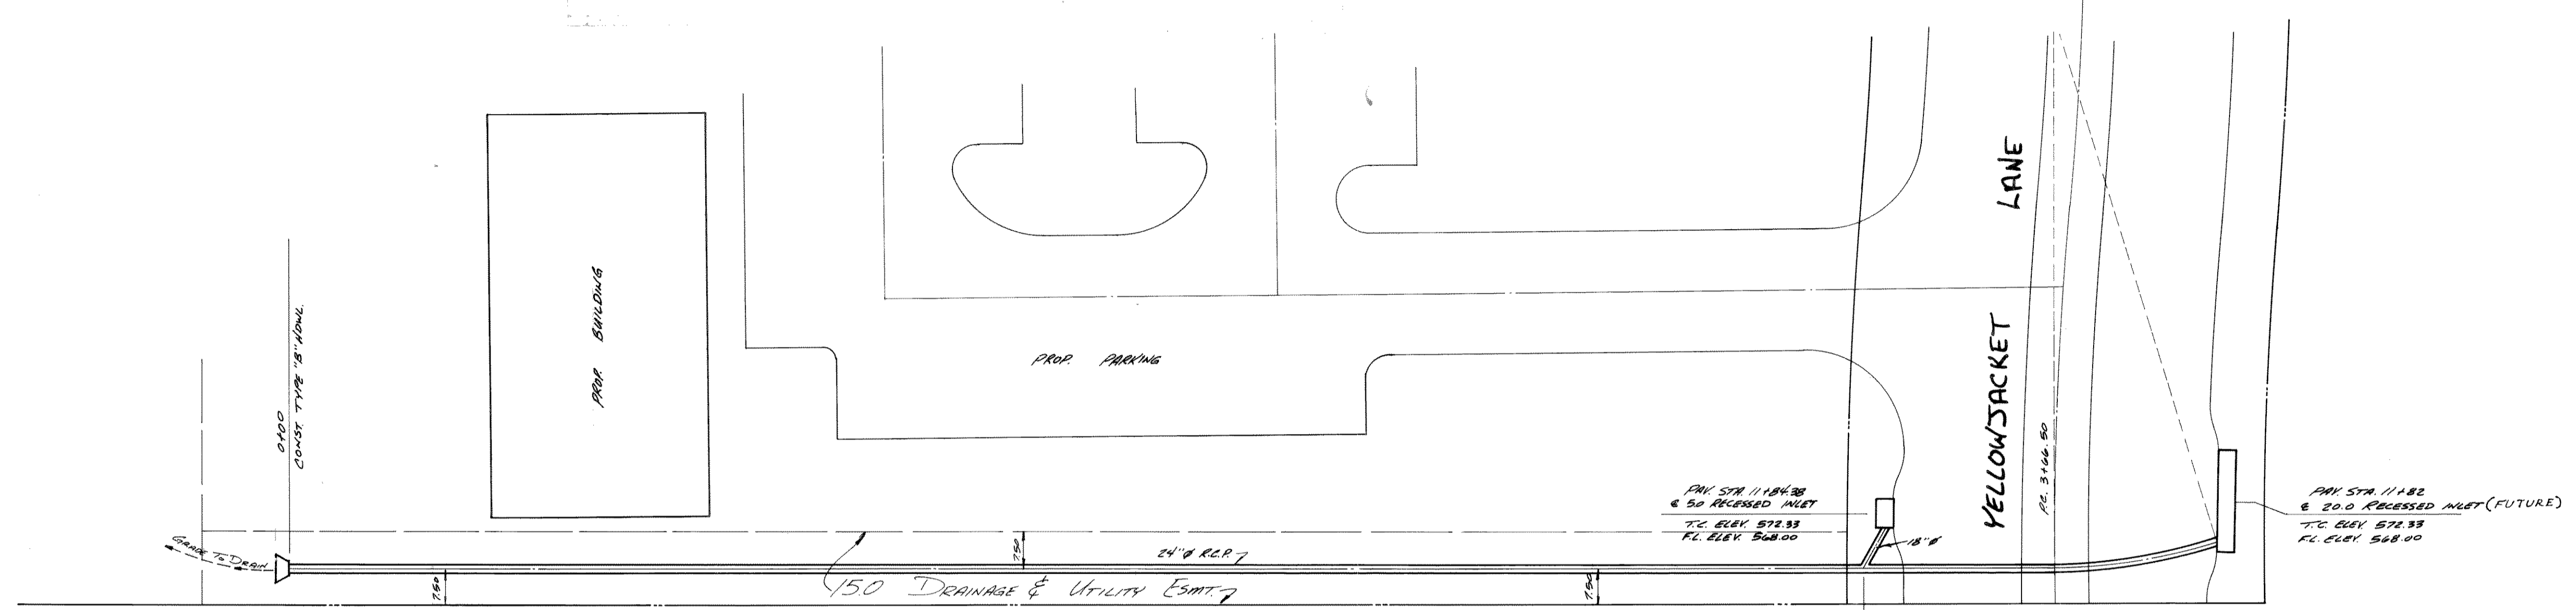 0+00
CONST. TYPE "B" HDWL.
GRADE TO DRAIN
PROP. BUILDING
PROP. PARKING
7.50
7.50
7.50
24"Ø R.C.P.
15.0 DRAINAGE & UTILITY ESMT.
PAV. STA. 11+84.38
℄ 5.0 RECESSED INLET
T.C. ELEV. 572.33
FL. ELEV. 568.00
18"Ø
YELLOWJACKET LANE
P.C. 3+66.50
PAV. STA. 11+82
℄ 20.0 RECESSED INLET (FUTURE)
T.C. ELEV. 572.33
FL. ELEV. 568.00